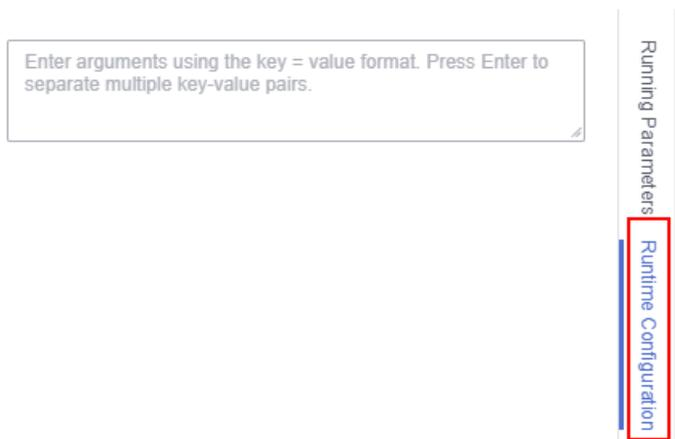 Enter arguments using the key = value format. Press Enter to
separate multiple key-value pairs.
Running Parameters
Runtime Configuration